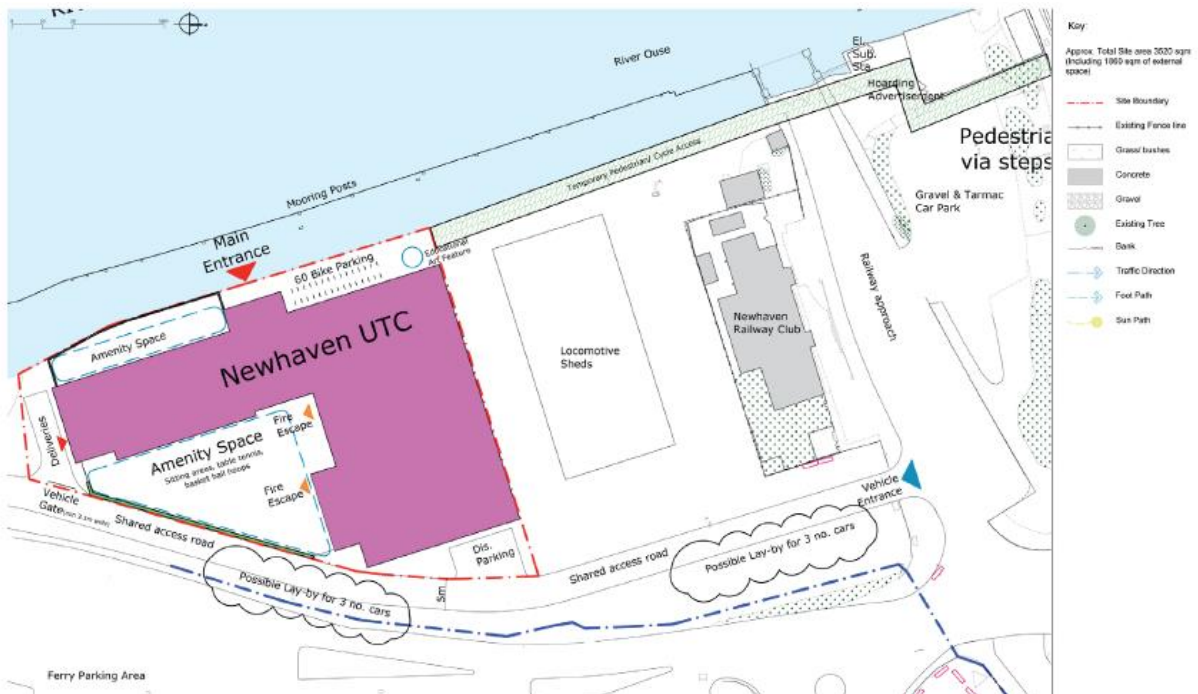 River Ouse
El.
Sub.
Sta
Hoarding
Advertisement
Pedestria
via steps
Gravel & Tarmac
Car Park
Temporary Pedestrian/ Cycle Access
Mooring Posts
Main
Entrance
60 Bike Parking
Educational
Art Feature
Amenity Space
Newhaven UTC
Locomotive
Sheds
Newhaven
Railway Club
Railway approach
Deliveries
Fire
Escape
Amenity Space
Sitting areas, table tennis,
basket ball hoops
Fire
Escape
Vehicle
Gate
Shared access road
Vehicle
Entrance
Dis.
Parking
Shared access road
Possible Lay-by for 3 no. cars
Possible Lay-by for 3 no. cars
5m
Ferry Parking Area
Key:
Approx. Total Site area 3520 sqm
(Including 1860 sqm of external
space)
Site Boundary
Existing Fence line
Grass/ bushes
Concrete
Gravel
Existing Tree
Bank
Traffic Direction
Foot Path
Sun Path